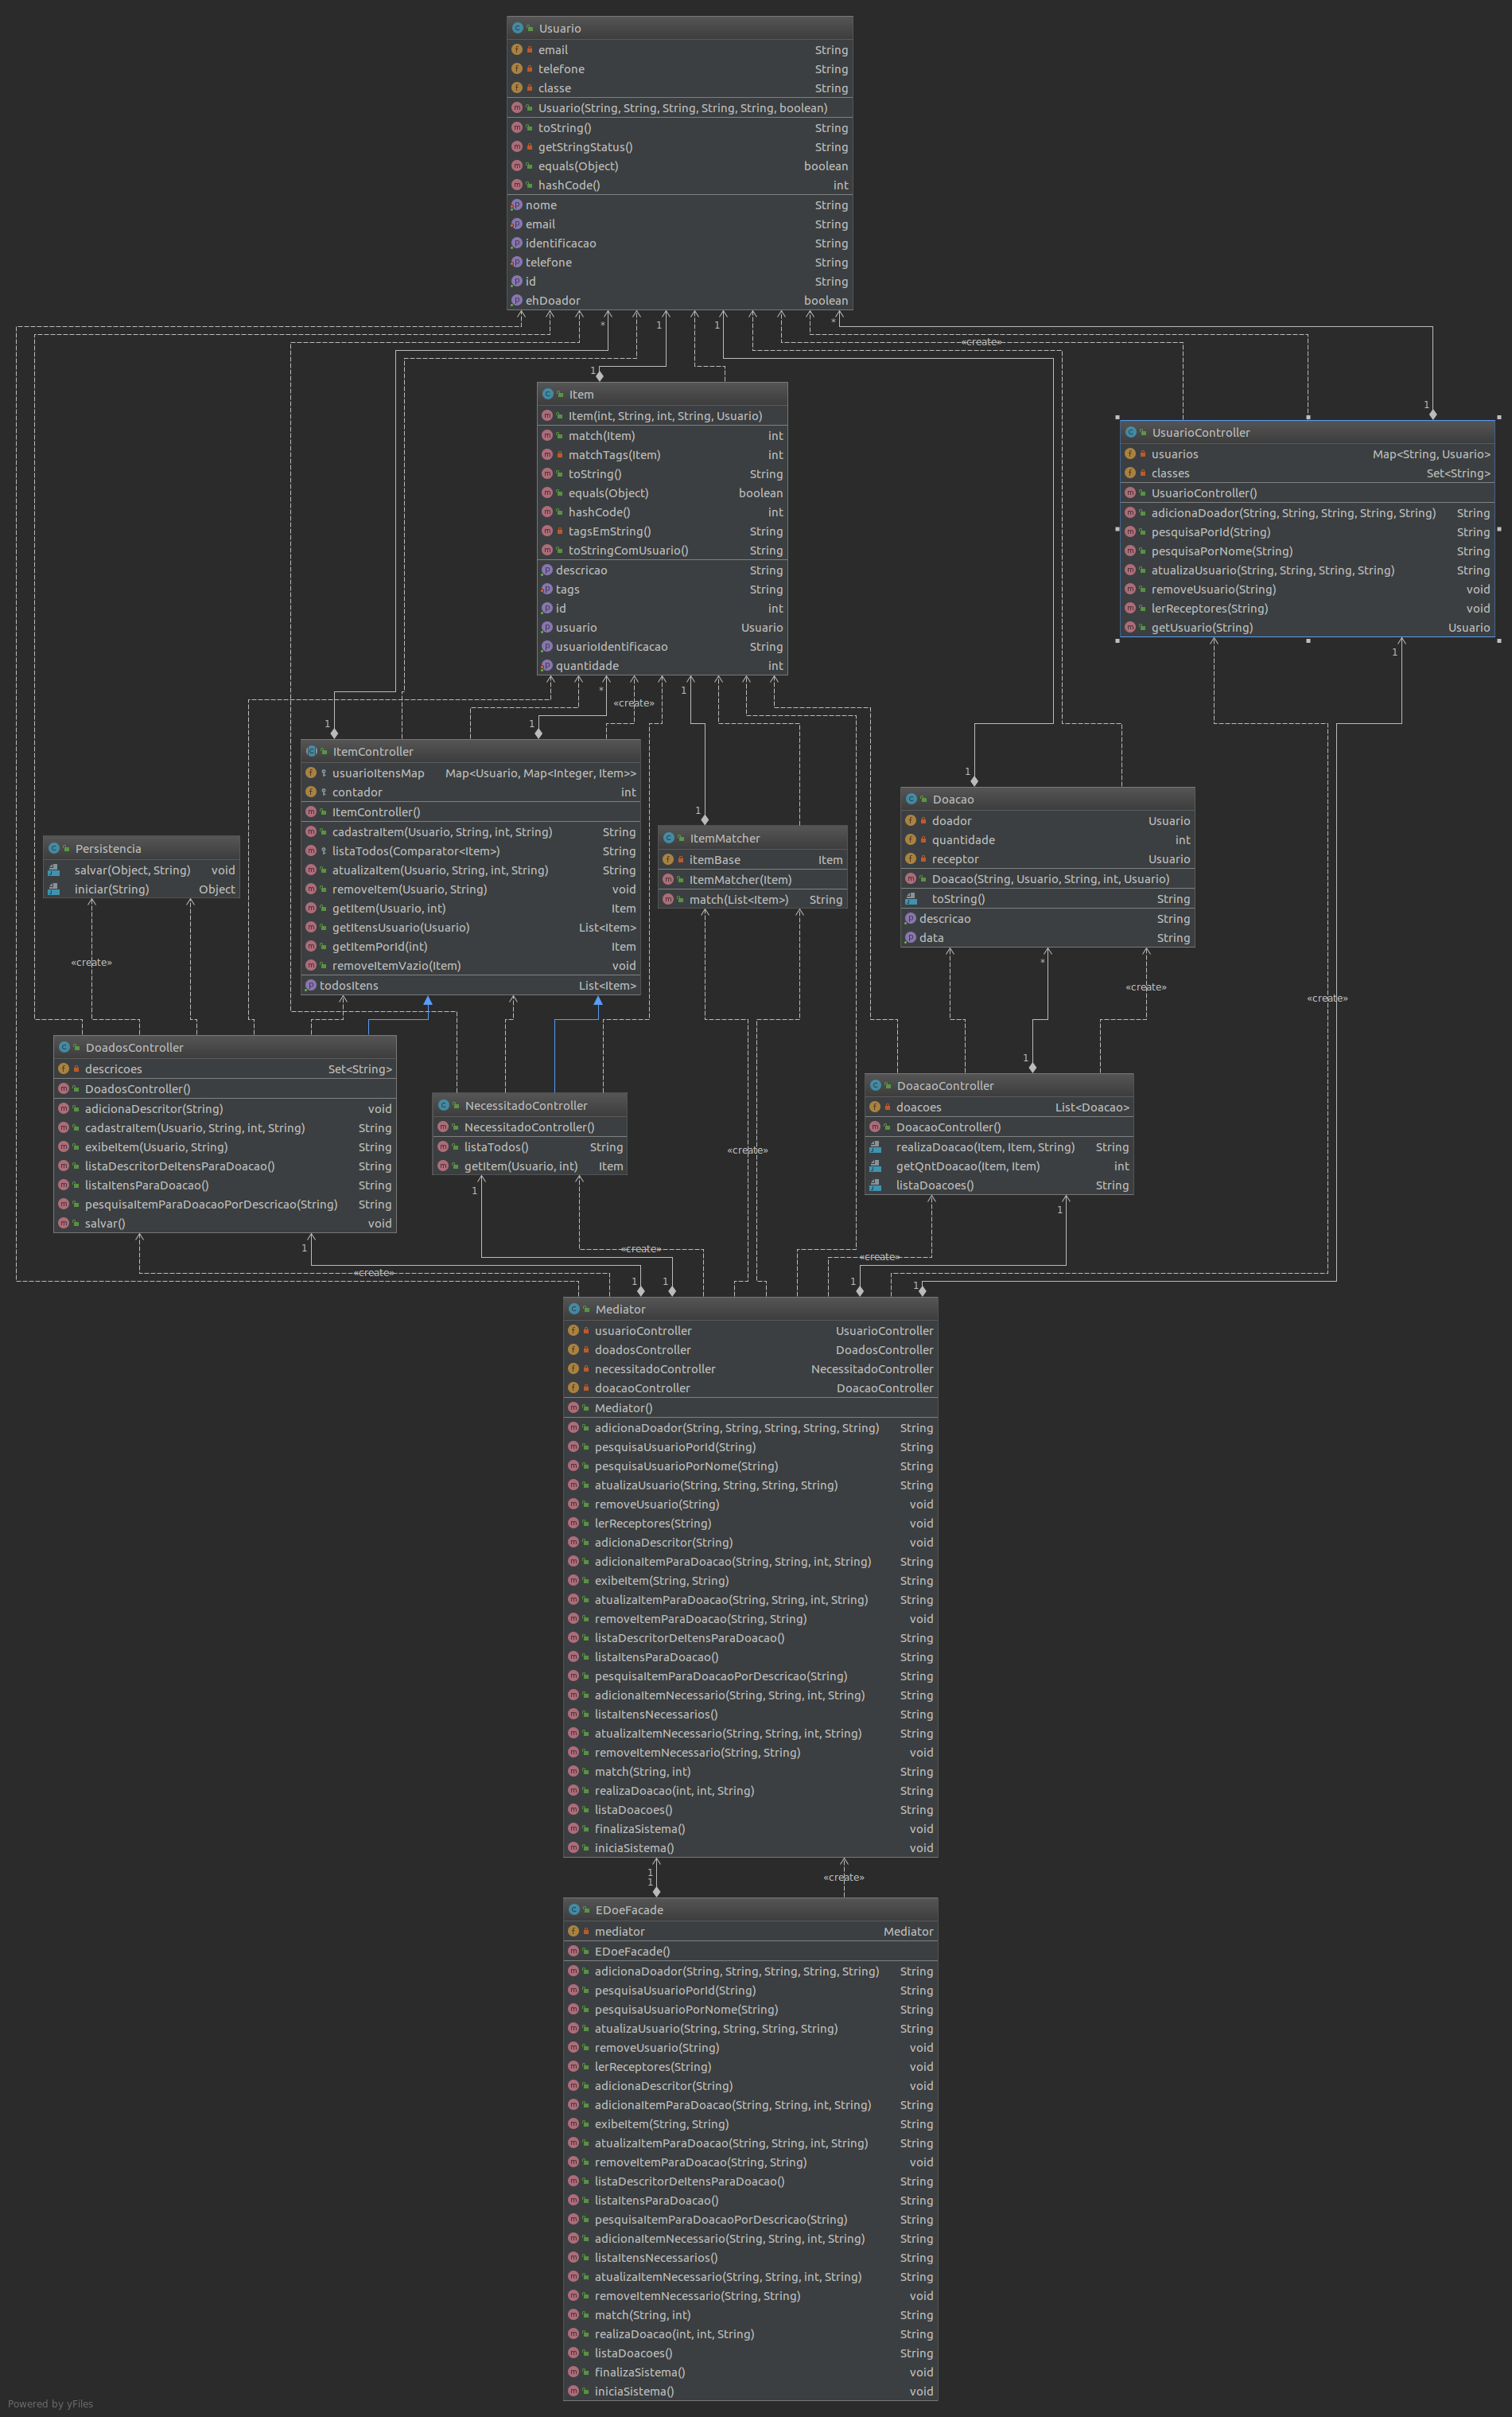 Usuario
email String
telefone String
classe String
Usuario(String, String, String, String, String, boolean)
toString() String
getStringStatus() String
equals(Object) boolean
hashCode() int
nome String
email String
identificacao String
telefone String
id String
ehDoador boolean
* 1 1 *
«create»
1
Item
Item(int, String, int, String, Usuario)
match(Item) int
matchTags(Item) int
toString() String
equals(Object) boolean
hashCode() int
tagsEmString() String
toStringComUsuario() String
descricao String
tags String
id int
usuario Usuario
usuarioIdentificacao String
quantidade int
1
UsuarioController
usuarios Map<String, Usuario>
classes Set<String>
UsuarioController()
adicionaDoador(String, String, String, String, String) String
pesquisaPorId(String) String
pesquisaPorNome(String) String
atualizaUsuario(String, String, String, String) String
removeUsuario(String) void
lerReceptores(String) void
getUsuario(String) Usuario
1
* 1
«create»
1 1
ItemController
usuarioItensMap Map<Usuario, Map<Integer, Item>>
contador int
ItemController()
cadastraItem(Usuario, String, int, String) String
listaTodos(Comparator<Item>) String
atualizaItem(Usuario, String, int, String) String
removeItem(Usuario, String) void
getItem(Usuario, int) Item
getItensUsuario(Usuario) List<Item>
getItemPorId(int) Item
removeItemVazio(Item) void
todosItens List<Item>
1
Doacao
doador Usuario
quantidade int
receptor Usuario
Doacao(String, Usuario, String, int, Usuario)
toString() String
descricao String
data String
1
ItemMatcher
itemBase Item
ItemMatcher(Item)
match(List<Item>) String
Persistencia
salvar(Object, String) void
iniciar(String) Object
«create»
*
«create»
«create»
1
DoadosController
descricoes Set<String>
DoadosController()
adicionaDescritor(String) void
cadastraItem(Usuario, String, int, String) String
exibeItem(Usuario, String) String
listaDescritorDeItensParaDoacao() String
listaItensParaDoacao() String
pesquisaItemParaDoacaoPorDescricao(String) String
salvar() void
NecessitadoController
NecessitadoController()
listaTodos() String
getItem(Usuario, int) Item
DoacaoController
doacoes List<Doacao>
DoacaoController()
realizaDoacao(Item, Item, String) String
getQntDoacao(Item, Item) int
listaDoacoes() String
«create»
1
1
1
«create»
«create»
«create»
1 1 1 1
Mediator
usuarioController UsuarioController
doadosController DoadosController
necessitadoController NecessitadoController
doacaoController DoacaoController
Mediator()
adicionaDoador(String, String, String, String, String) String
pesquisaUsuarioPorId(String) String
pesquisaUsuarioPorNome(String) String
atualizaUsuario(String, String, String, String) String
removeUsuario(String) void
lerReceptores(String) void
adicionaDescritor(String) void
adicionaItemParaDoacao(String, String, int, String) String
exibeItem(String, String) String
atualizaItemParaDoacao(String, String, int, String) String
removeItemParaDoacao(String, String) void
listaDescritorDeItensParaDoacao() String
listaItensParaDoacao() String
pesquisaItemParaDoacaoPorDescricao(String) String
adicionaItemNecessario(String, String, int, String) String
listaItensNecessarios() String
atualizaItemNecessario(String, String, int, String) String
removeItemNecessario(String, String) void
match(String, int) String
realizaDoacao(int, int, String) String
listaDoacoes() String
finalizaSistema() void
iniciaSistema() void
1
1
«create»
EDoeFacade
mediator Mediator
EDoeFacade()
adicionaDoador(String, String, String, String, String) String
pesquisaUsuarioPorId(String) String
pesquisaUsuarioPorNome(String) String
atualizaUsuario(String, String, String, String) String
removeUsuario(String) void
lerReceptores(String) void
adicionaDescritor(String) void
adicionaItemParaDoacao(String, String, int, String) String
exibeItem(String, String) String
atualizaItemParaDoacao(String, String, int, String) String
removeItemParaDoacao(String, String) void
listaDescritorDeItensParaDoacao() String
listaItensParaDoacao() String
pesquisaItemParaDoacaoPorDescricao(String) String
adicionaItemNecessario(String, String, int, String) String
listaItensNecessarios() String
atualizaItemNecessario(String, String, int, String) String
removeItemNecessario(String, String) void
match(String, int) String
realizaDoacao(int, int, String) String
listaDoacoes() String
finalizaSistema() void
iniciaSistema() void
Powered by yFiles